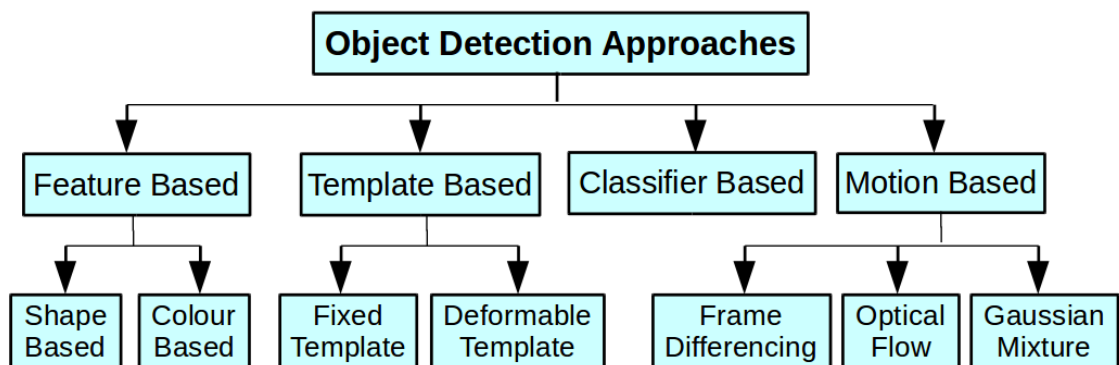 Object Detection Approaches
Feature Based
Template Based
Classifier Based
Motion Based
Shape
Based
Colour
Based
Fixed
Template
Deformable
Template
Frame
Differencing
Optical
Flow
Gaussian
Mixture